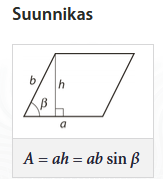 Suunnikas
b
h
β
a
A = ah = ab sin β